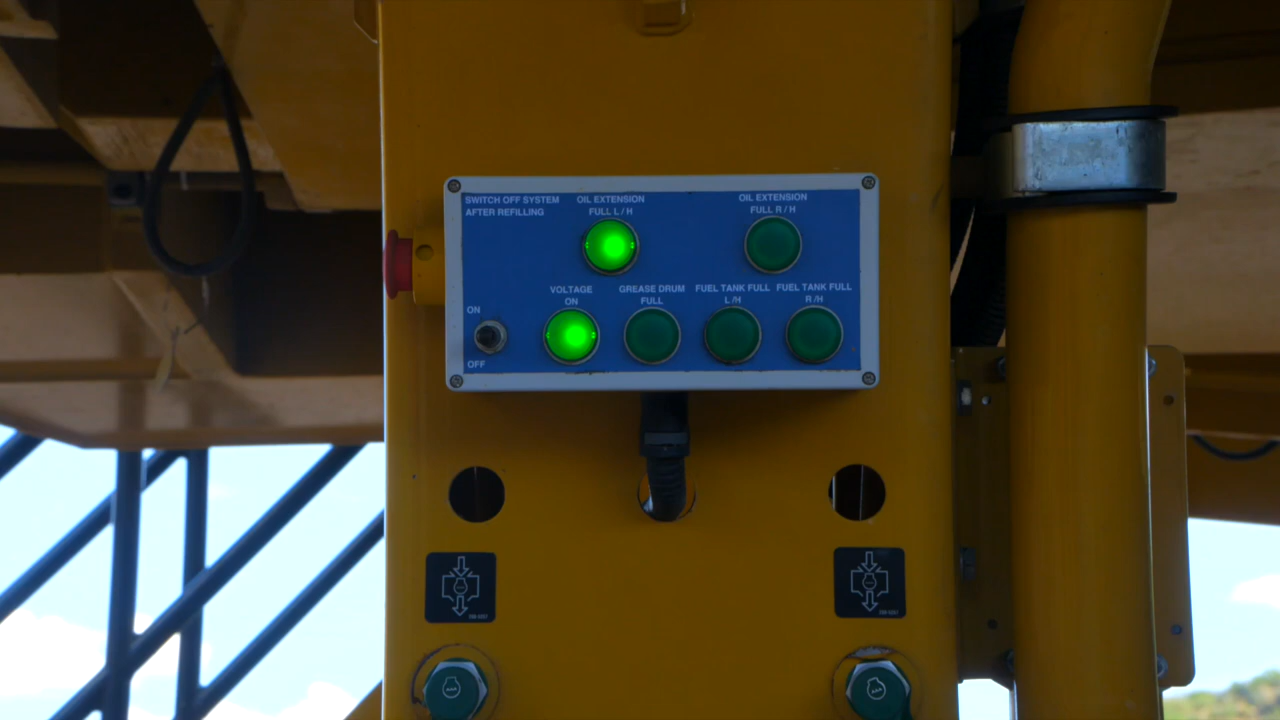 SWITCH OFF SYSTEM
AFTER REFILLING
OIL EXTENSION
FULL L / H
OIL EXTENSION
FULL R / H
VOLTAGE
ON
GREASE DRUM
FULL
FUEL TANK FULL
L /H
FUEL TANK FULL
R /H
ON
OFF